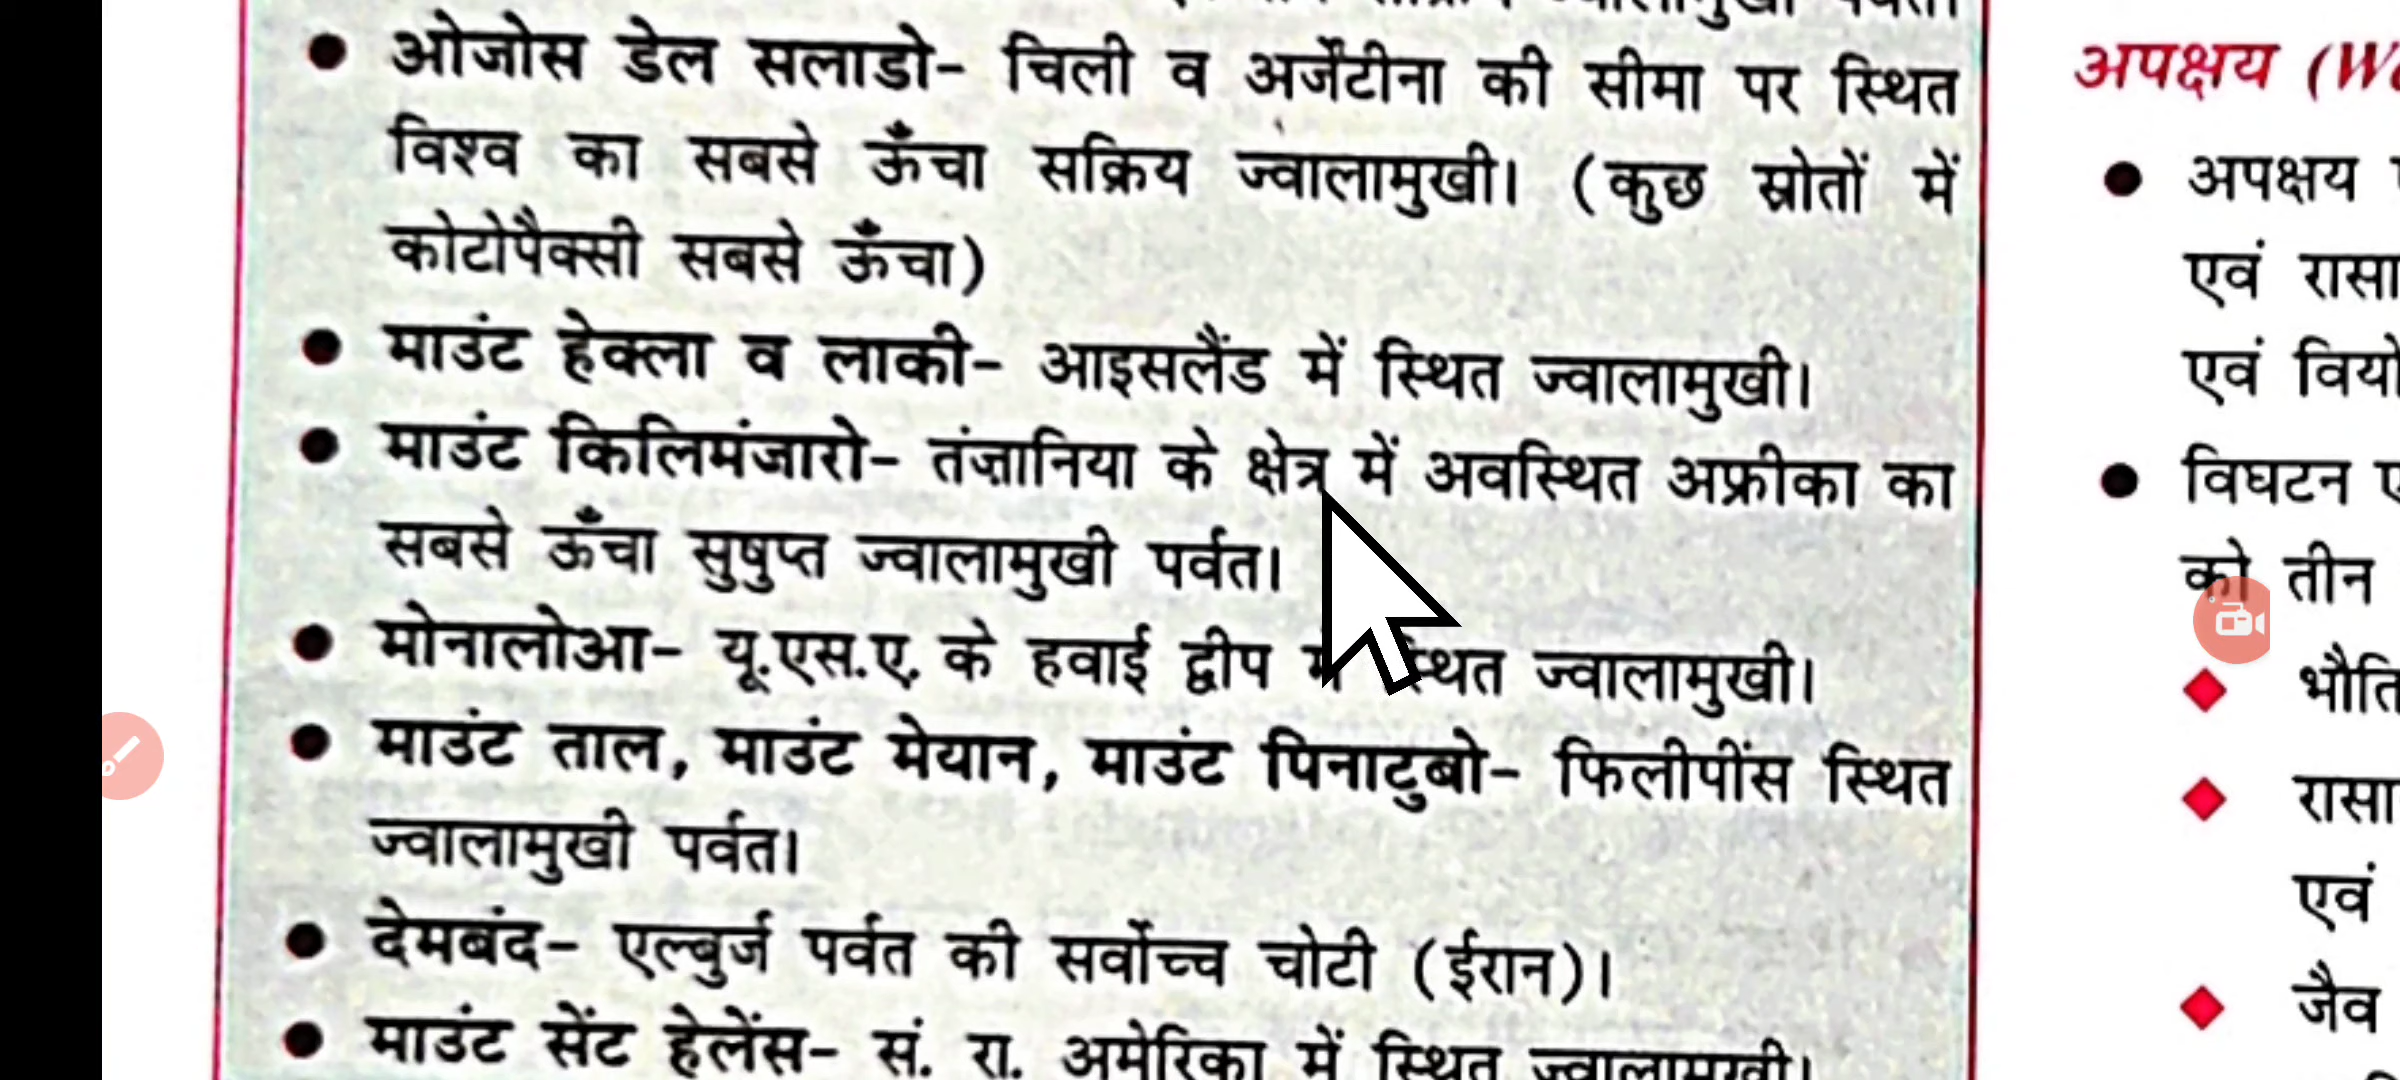 ज्वालामुखी
● ओजोस डेल सलाडो- चिली व अर्जेंटीना की सीमा पर स्थित
विश्व का सबसे ऊँचा सक्रिय ज्वालामुखी। (कुछ स्रोतों में
कोटोपैक्सी सबसे ऊँचा)
● माउंट हेक्ला व लाकी- आइसलैंड में स्थित ज्वालामुखी।
● माउंट किलिमंजारो- तंज़ानिया के क्षेत्र में अवस्थित अफ्रीका का
सबसे ऊँचा सुषुप्त ज्वालामुखी पर्वत।
● मोनालोआ- यू.एस.ए. के हवाई द्वीप में स्थित ज्वालामुखी।
● माउंट ताल, माउंट मेयान, माउंट पिनाटुबो- फिलीपींस स्थित
ज्वालामुखी पर्वत।
● देमबंद- एल्बुर्ज पर्वत की सर्वोच्च चोटी (ईरान)।
● माउंट सेंट हेलेंस- सं. रा. अमेरिका में स्थित ज्वालामुखी।
अपक्षय (We
● अपक्षय
एवं रासा
एवं वियो
● विघटन ए
को तीन
◆ भौति
◆ रासा
एवं
◆ जैव